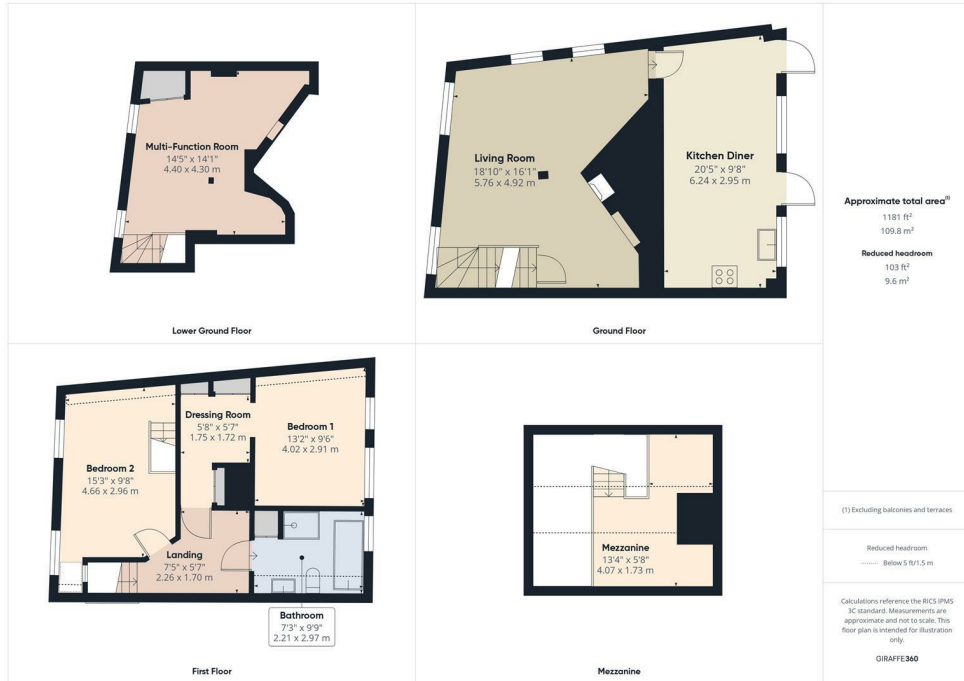 Multi-Function Room
14'5" x 14'1"
4.40 x 4.30 m
Lower Ground Floor
Living Room
18'10" x 16'1"
5.76 x 4.92 m
Kitchen Diner
20'5" x 9'8"
6.24 x 2.95 m
Ground Floor
Bedroom 2
15'3" x 9'8"
4.66 x 2.96 m
Dressing Room
5'8" x 5'7"
1.75 x 1.72 m
Bedroom 1
13'2" x 9'6"
4.02 x 2.91 m
Landing
7'5" x 5'7"
2.26 x 1.70 m
Bathroom
7'3" x 9'9"
2.21 x 2.97 m
First Floor
Mezzanine
13'4" x 5'8"
4.07 x 1.73 m
Mezzanine
Approximate total area(1)
1181 ft²
109.8 m²
Reduced headroom
103 ft²
9.6 m²
(1) Excluding balconies and terraces
Reduced headroom
Below 5 ft/1.5 m
Calculations reference the RICS IPMS
3C standard. Measurements are
approximate and not to scale. This
floor plan is intended for illustration
only.
GIRAFFE360